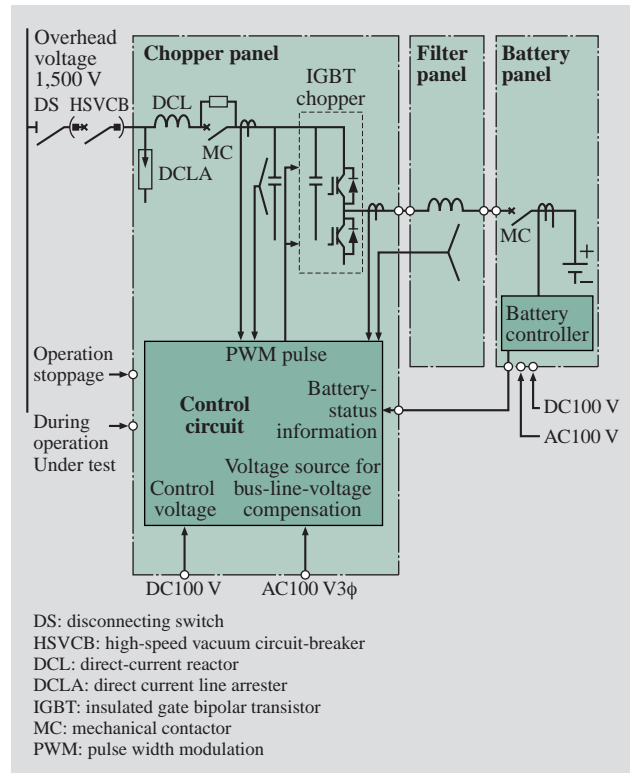 Overhead
voltage
1,500 V
DS
HSVCB
Chopper panel
DCL
IGBT
chopper
MC
DCLA
Filter
panel
Battery
panel
MC
+
−
Battery
controller
Operation
stoppage
During
operation
Under test
PWM pulse
Control
circuit
Battery-
status
information
Voltage source for
bus-line-voltage
compensation
Control
voltage
DC100 V
AC100 V
DC100 V
AC100 V3ϕ
DS: disconnecting switch
HSVCB: high-speed vacuum circuit-breaker
DCL: direct-current reactor
DCLA: direct current line arrester
IGBT: insulated gate bipolar transistor
MC: mechanical contactor
PWM: pulse width modulation